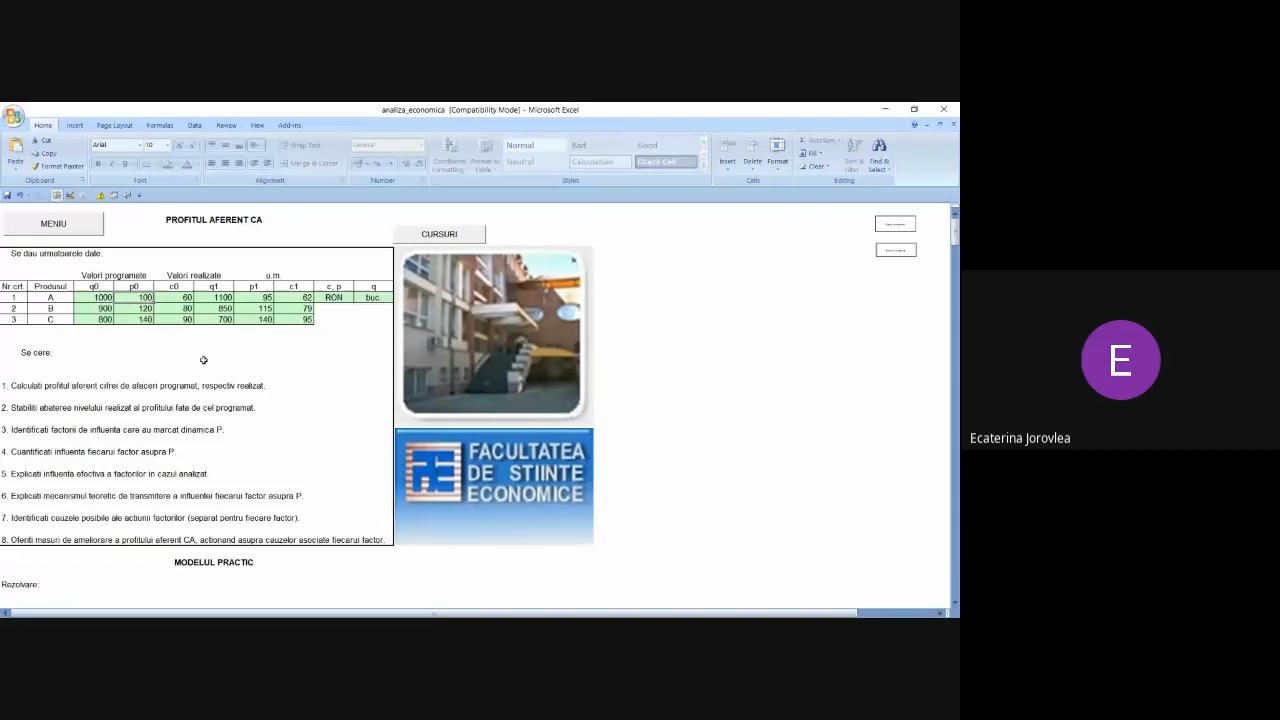 analiza_economica [Compatibility Mode] - Microsoft Excel
Home Insert Page Layout Formulas Data Review View Add-Ins
Cut
Copy
Format Painter
Paste
Clipboard
Arial 10
Font
Wrap Text
Merge & Center
Alignment
General
Number
Conditional Formatting
Format as Table
Normal Bad Good
Neutral Calculation Check Cell
Styles
Insert Delete Format
Cells
AutoSum
Fill
Clear
Sort & Filter
Find & Select
Editing
MENIU
PROFITUL AFERENT CA
CURSURI
Se dau urmatoarele date:
Valori programate Valori realizate u.m.
Nr.crt. Produsul q0 p0 c0 q1 p1 c1 c, p q
1 A 1000 100 60 1100 95 62 RON buc.
2 B 900 120 80 850 115 79
3 C 800 140 90 700 140 95
Se cere:
1. Calculati profitul aferent cifrei de afaceri programat, respectiv realizat.
2. Stabiliti abaterea nivelului realizat al profitului fata de cel programat.
3. Identificati factorii de influenta care au marcat dinamica P.
4. Cuantificati influenta fiecarui factor asupra P.
5. Explicati influenta efectiva a factorilor in cazul analizat.
6. Explicati mecanismul teoretic de transmitere a influentei fiecarui factor asupra P.
7. Identificati cauzele posibile ale actiunii factorilor (separat pentru fiecare factor).
8. Oferiti masuri de ameliorare a profitului aferent CA, actionand asupra cauzelor asociate fiecarui factor.
FACULTATEA
DE STIINTE
ECONOMICE
MODELUL PRACTIC
Rezolvare:
E
Ecaterina Jorovlea